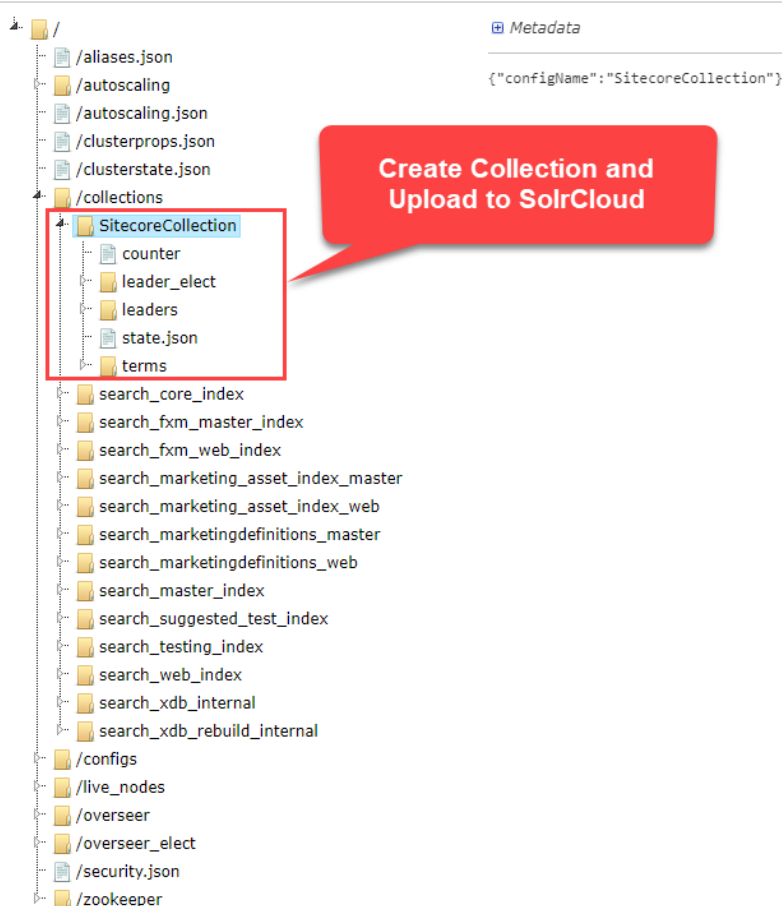 /
/aliases.json
/autoscaling
/autoscaling.json
/clusterprops.json
/clusterstate.json
/collections
SitecoreCollection
counter
leader_elect
leaders
state.json
terms
search_core_index
search_fxm_master_index
search_fxm_web_index
search_marketing_asset_index_master
search_marketing_asset_index_web
search_marketingdefinitions_master
search_marketingdefinitions_web
search_master_index
search_suggested_test_index
search_testing_index
search_web_index
search_xdb_internal
search_xdb_rebuild_internal
/configs
/live_nodes
/overseer
/overseer_elect
/security.json
/zookeeper
Metadata
{"configName":"SitecoreCollection"}
Create Collection and
Upload to SolrCloud